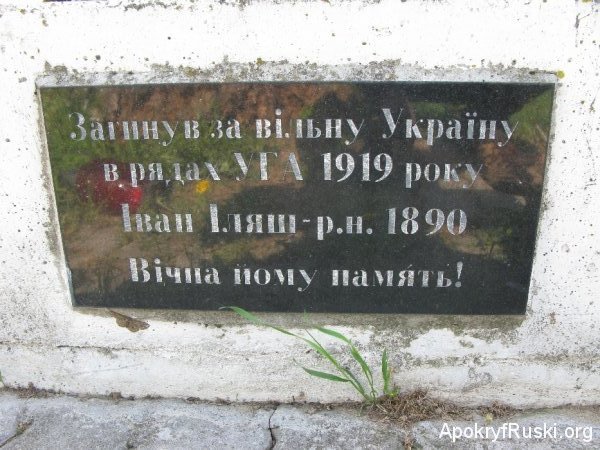 Загинув за вільну Україну
в рядах УГА 1919 року
Іван Іляш-р.н. 1890
Вічна йому память!
ApokryfRuski.org